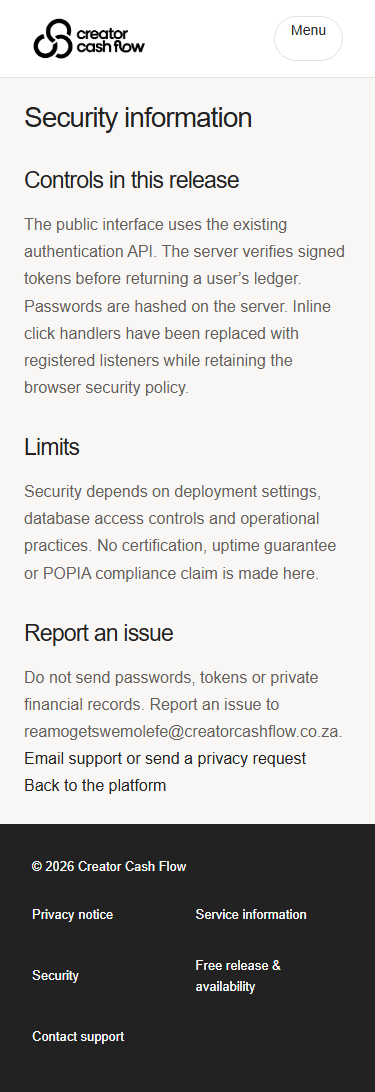 creator
cash flow
Menu
Security information
Controls in this release
The public interface uses the existing
authentication API. The server verifies signed
tokens before returning a user’s ledger.
Passwords are hashed on the server. Inline
click handlers have been replaced with
registered listeners while retaining the
browser security policy.
Limits
Security depends on deployment settings,
database access controls and operational
practices. No certification, uptime guarantee
or POPIA compliance claim is made here.
Report an issue
Do not send passwords, tokens or private
financial records. Report an issue to
reamogetswemolefe@creatorcashflow.co.za.
Email support or send a privacy request
Back to the platform
© 2026 Creator Cash Flow
Privacy notice
Service information
Security
Free release &
availability
Contact support